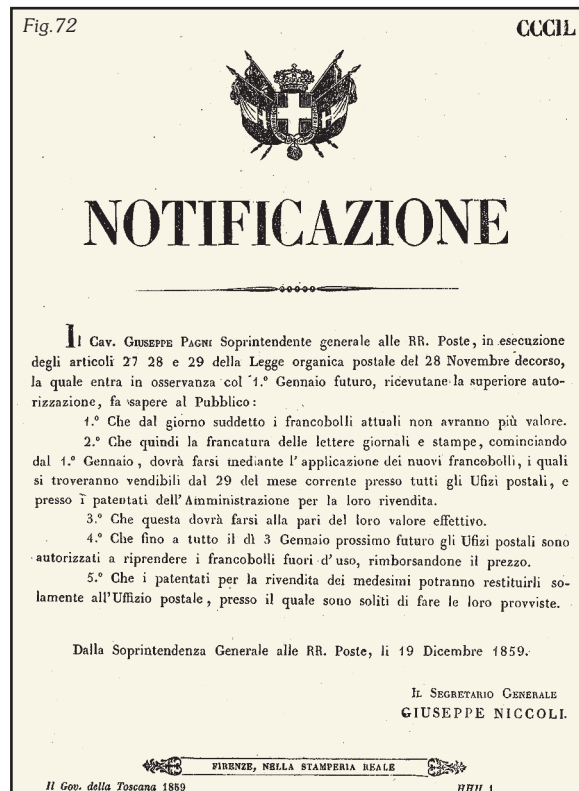 Fig.72
CCCIL
NOTIFICAZIONE
Il Cav. GIUSEPPE PAGNI Soprintendente generale alle RR. Poste, in esecuzione
degli articoli 27 28 e 29 della Legge organica postale del 28 Novembre decorso,
la quale entra in osservanza col 1.º Gennaio futuro, ricevutane la superiore auto-
rizzazione, fa sapere al Pubblico:
1.º Che dal giorno suddetto i francobolli attuali non avranno più valore.
2.º Che quindi la francatura delle lettere giornali e stampe, cominciando
dal 1.º Gennaio, dovrà farsi mediante l'applicazione dei nuovi francobolli, i quali
si troveranno vendibili dal 29 del mese corrente presso tutti gli Ufizi postali, e
presso i patentati dell'Amministrazione per la loro rivendita.
3.º Che questa dovrà farsi alla pari del loro valore effettivo.
4.º Che fino a tutto il dì 3 Gennaio prossimo futuro gli Ufizi postali sono
autorizzati a riprendere i francobolli fuori d'uso, rimborsandone il prezzo.
5.º Che i patentati per la rivendita dei medesimi potranno restituirli so-
lamente all'Uffizio postale, presso il quale sono soliti di fare le loro provviste.
Dalla Soprintendenza Generale alle RR. Poste, li 19 Dicembre 1859.
IL SEGRETARIO GENERALE
GIUSEPPE NICCOLI.
FIRENZE, NELLA STAMPERIA REALE
Il Gov. della Toscana 1859
HHH 1